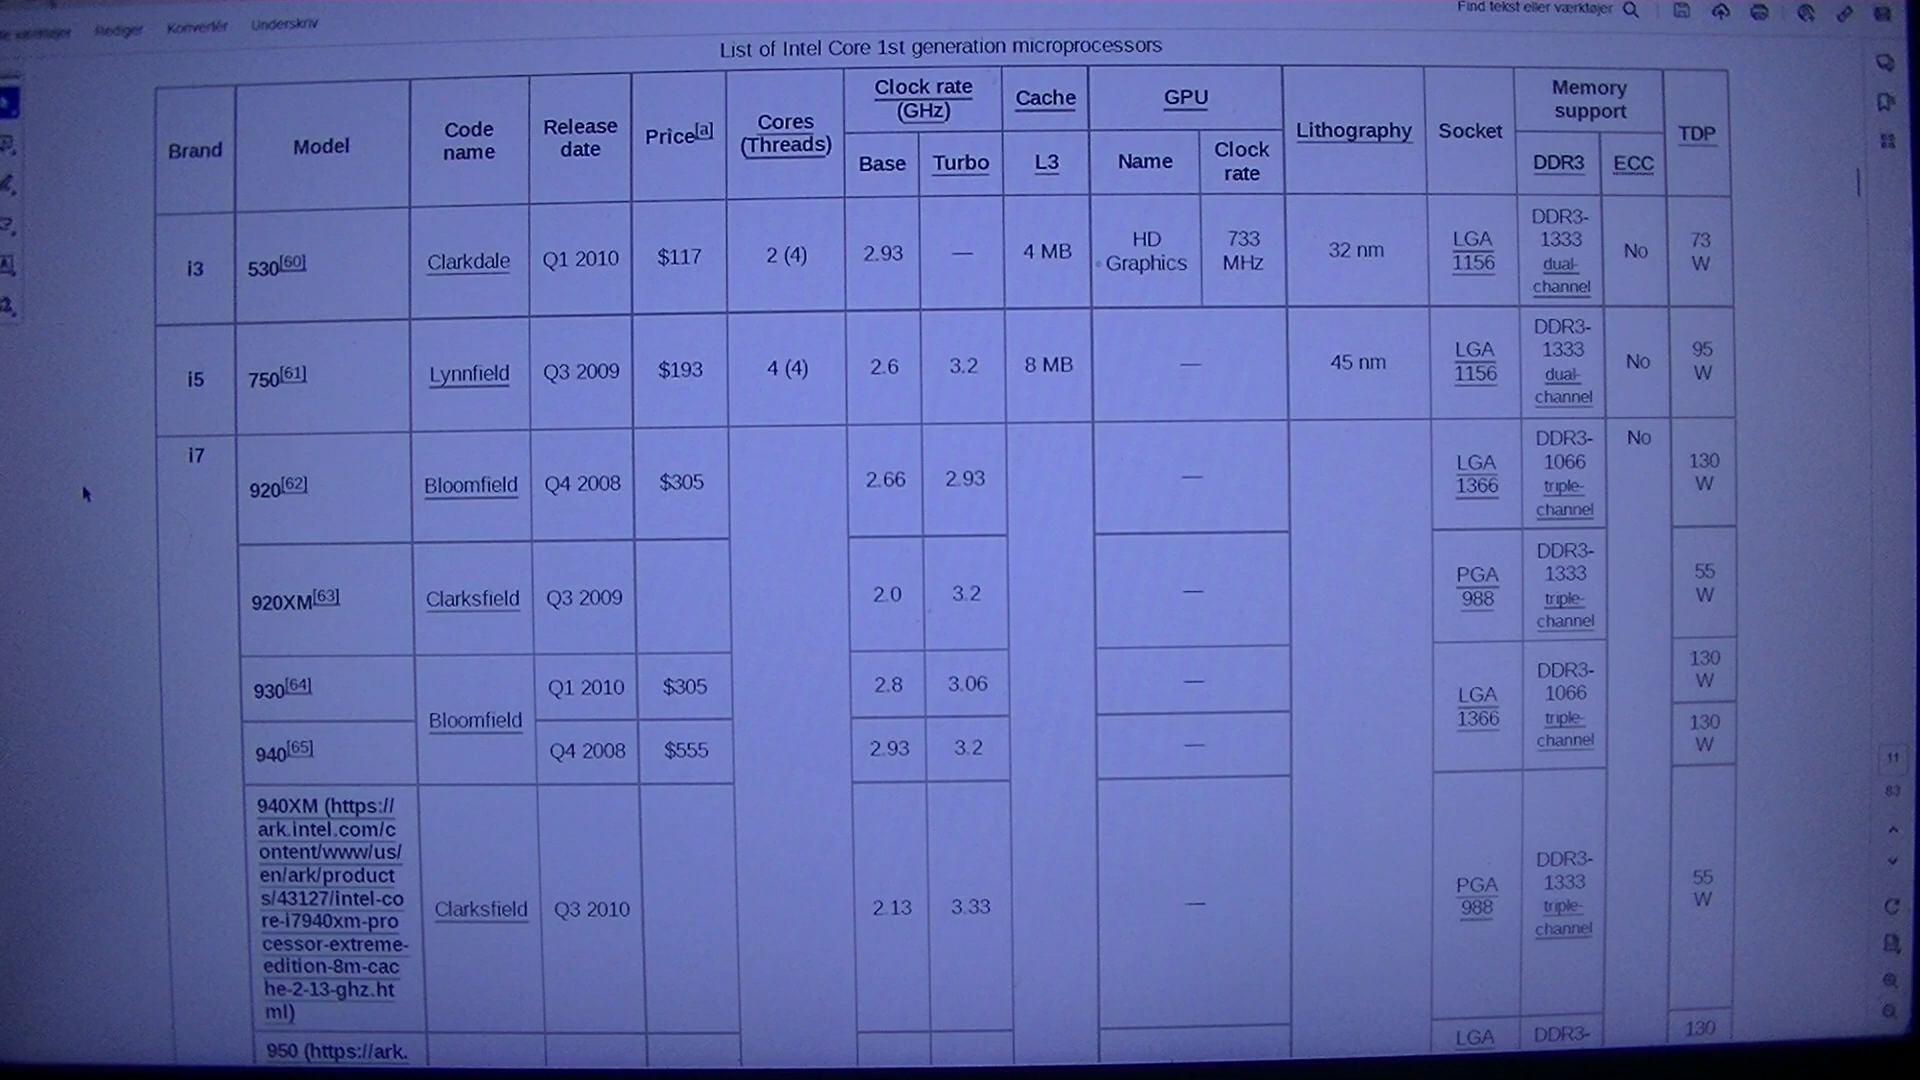 Find tekst eller værktøjer
Rediger Konvertér Underskriv
List of Intel Core 1st generation microprocessors
Brand Model Code name Release date Price[a] Cores (Threads) Clock rate (GHz) Cache GPU Lithography Socket Memory support TDP
Base Turbo L3 Name Clock rate DDR3 ECC
i3 530[60] Clarkdale Q1 2010 $117 2 (4) 2.93 — 4 MB HD Graphics 733 MHz 32 nm LGA 1156 DDR3-1333 dual-channel No 73 W
i5 750[61] Lynnfield Q3 2009 $193 4 (4) 2.6 3.2 8 MB — 45 nm LGA 1156 DDR3-1333 dual-channel No 95 W
i7 920[62] Bloomfield Q4 2008 $305 2.66 2.93 — LGA 1366 DDR3-1066 triple-channel No 130 W
920XM[63] Clarksfield Q3 2009 2.0 3.2 — PGA 988 DDR3-1333 triple-channel 55 W
930[64] Bloomfield Q1 2010 $305 2.8 3.06 — LGA 1366 DDR3-1066 triple-channel 130 W
940[65] Q4 2008 $555 2.93 3.2 — 130 W
940XM (https://
ark.intel.com/c
ontent/www/us/
en/ark/product
s/43127/intel-co
re-i7940xm-pro
cessor-extreme-
edition-8m-cac
he-2-13-ghz.ht
ml) Clarksfield Q3 2010 2.13 3.33 — PGA 988 DDR3-1333 triple-channel 55 W
950 (https://ark. LGA DDR3- 130
11
83